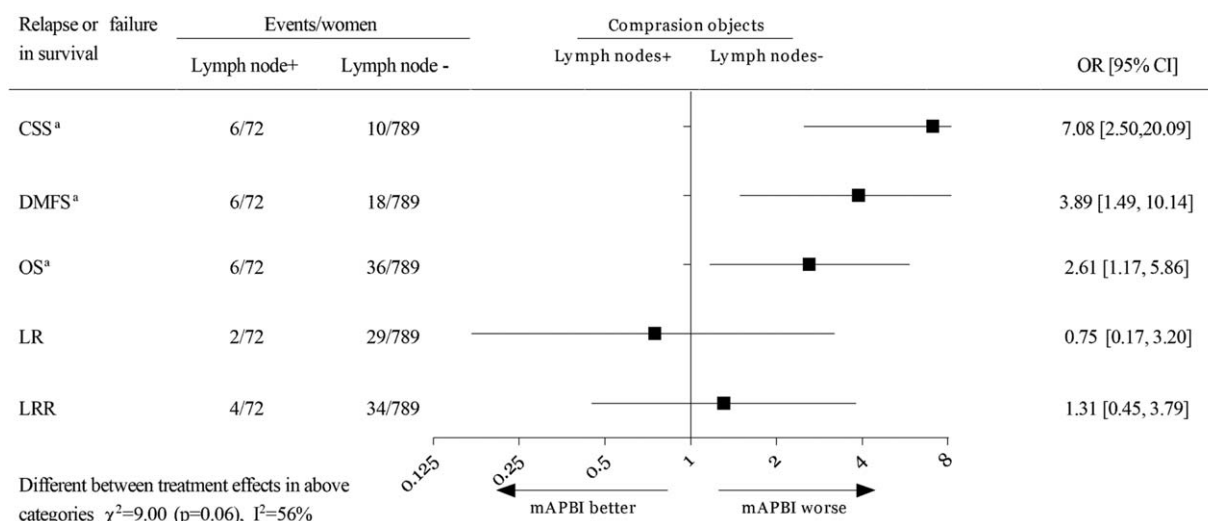 Relapse or failure in survival
Events/women
Comprasion objects
Lymph node+ Lymph node - Lymph nodes+ Lymph nodes- OR [95% CI]
CSS ᵃ 6/72 10/789 7.08 [2.50,20.09]
DMFS ᵃ 6/72 18/789 3.89 [1.49, 10.14]
OS ᵃ 6/72 36/789 2.61 [1.17, 5.86]
LR 2/72 29/789 0.75 [0.17, 3.20]
LRR 4/72 34/789 1.31 [0.45, 3.79]
0.125 0.25 0.5 1 2 4 8
mAPBI better mAPBI worse
Different between treatment effects in above
categories χ²=9.00 (p=0.06), I²=56%